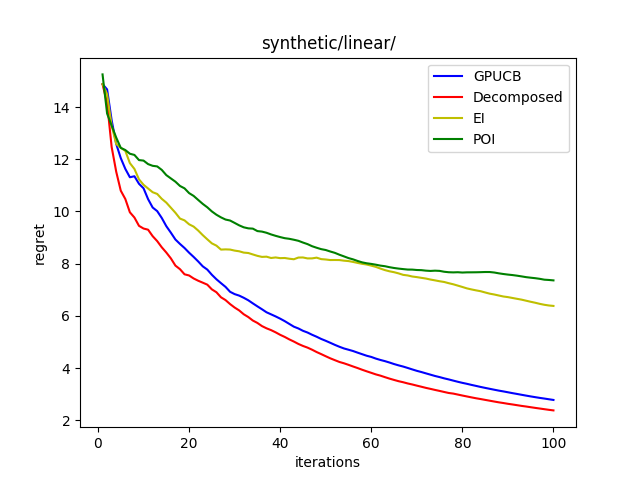 synthetic/linear/
GPUCB
Decomposed
EI
POI
regret
14
12
10
8
6
4
2
0
20
40
60
80
100
iterations